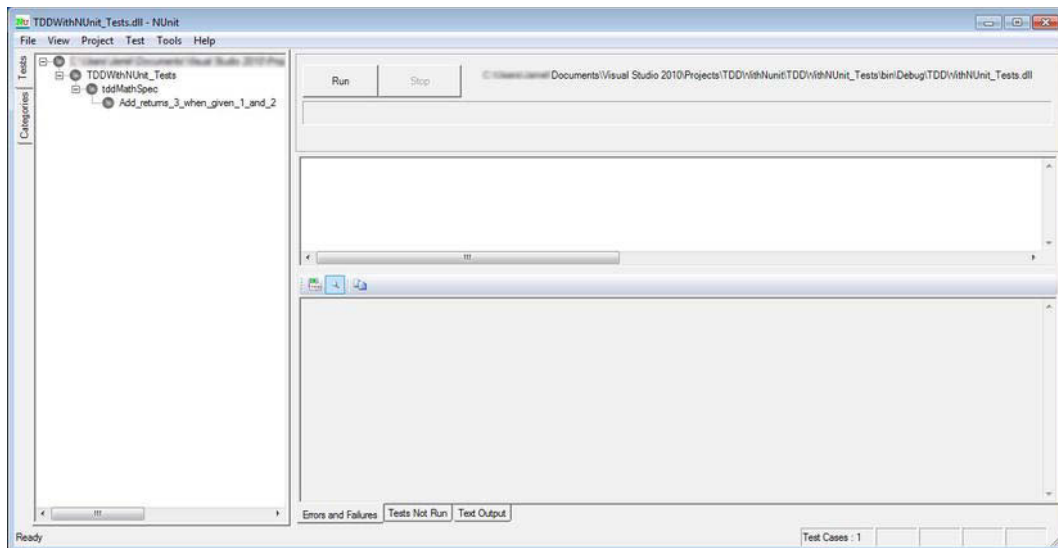 TDDWithNUnit_Tests.dll - NUnit
File View Project Test Tools Help
Tests
Categories
TDDWithNUnit_Tests
tddMathSpec
Add_returns_3_when_given_1_and_2
Run
Stop
Documents\Visual Studio 2010\Projects\TDDWithNunit\TDDWithNUnit_Tests\bin\Debug\TDDWithNUnit_Tests.dll
Errors and Failures
Tests Not Run
Text Output
Ready
Test Cases : 1